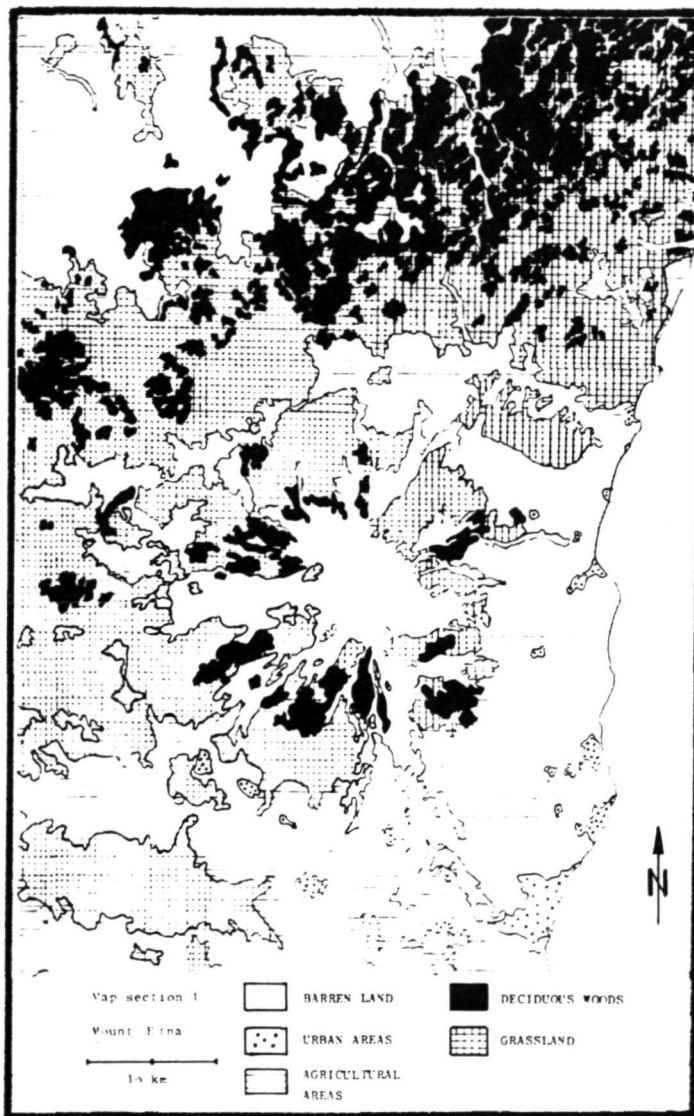 N
Map section 1
Mount Etna
10 km
BARREN LAND
URBAN AREAS
AGRICULTURAL
AREAS
DECIDUOUS WOODS
GRASSLAND